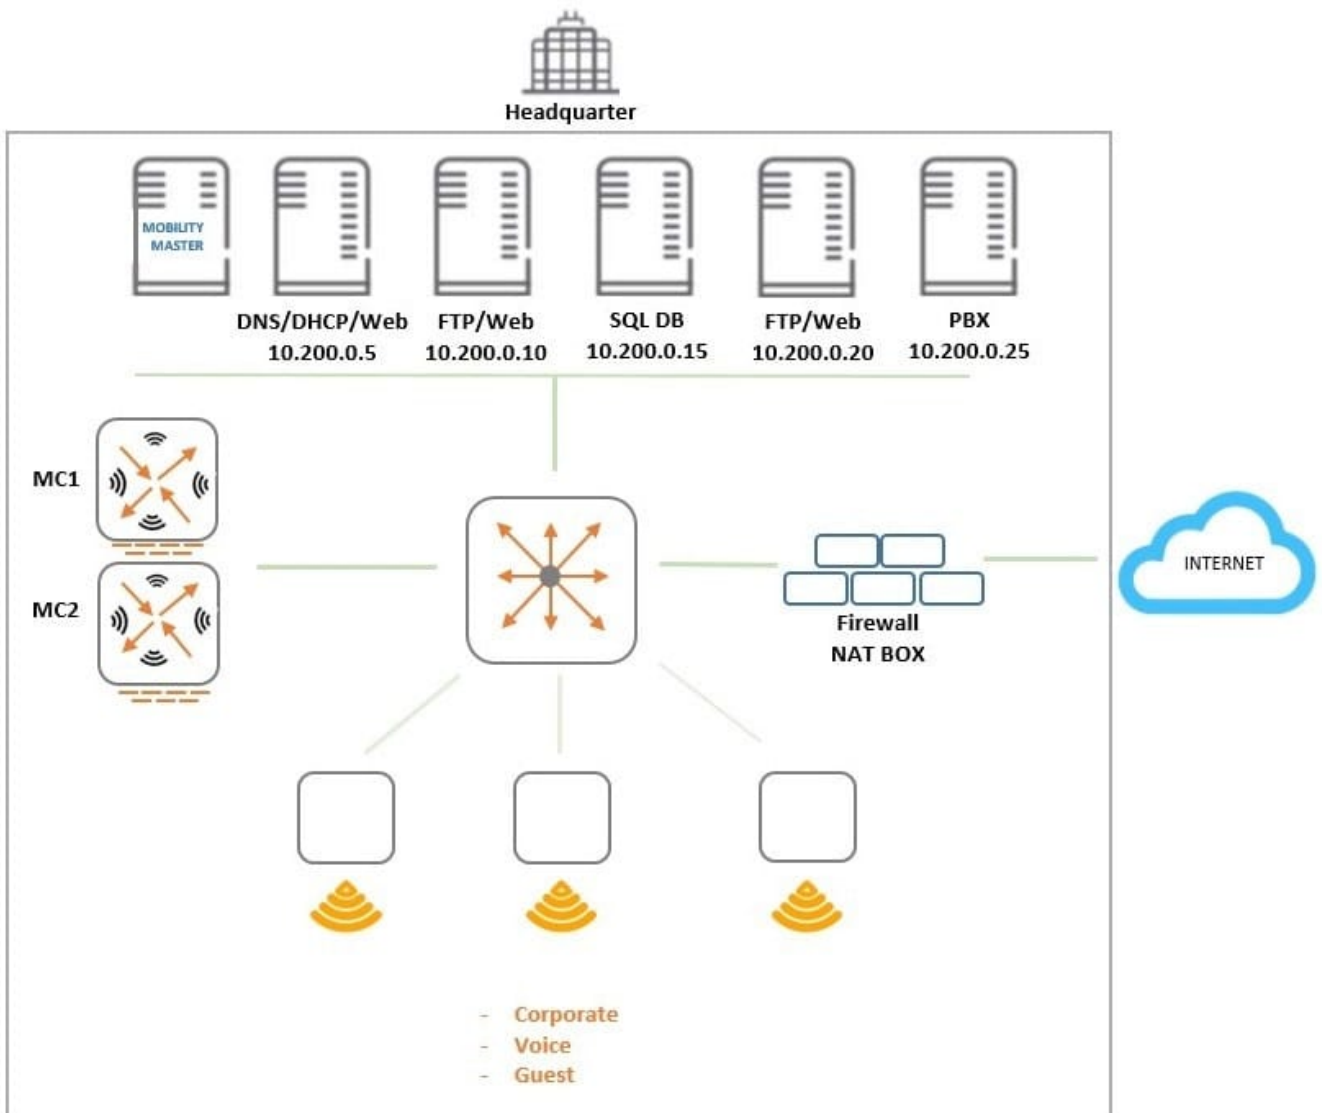 Headquarter
MOBILITY
MASTER
DNS/DHCP/Web
10.200.0.5
FTP/Web
10.200.0.10
SQL DB
10.200.0.15
FTP/Web
10.200.0.20
PBX
10.200.0.25
MC1
MC2
Firewall
NAT BOX
INTERNET
- Corporate
- Voice
- Guest